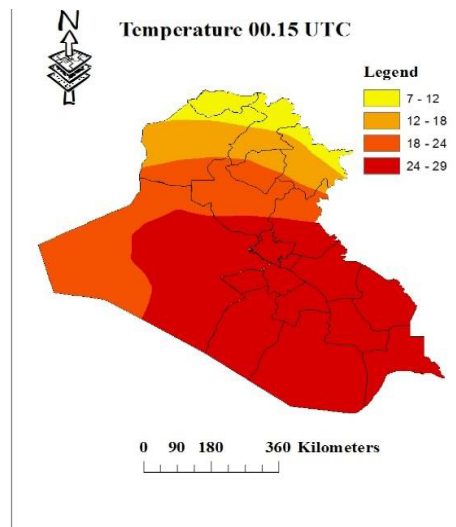 N
Temperature 00.15 UTC
Legend
7 - 12
12 - 18
18 - 24
24 - 29
0 90 180 360 Kilometers